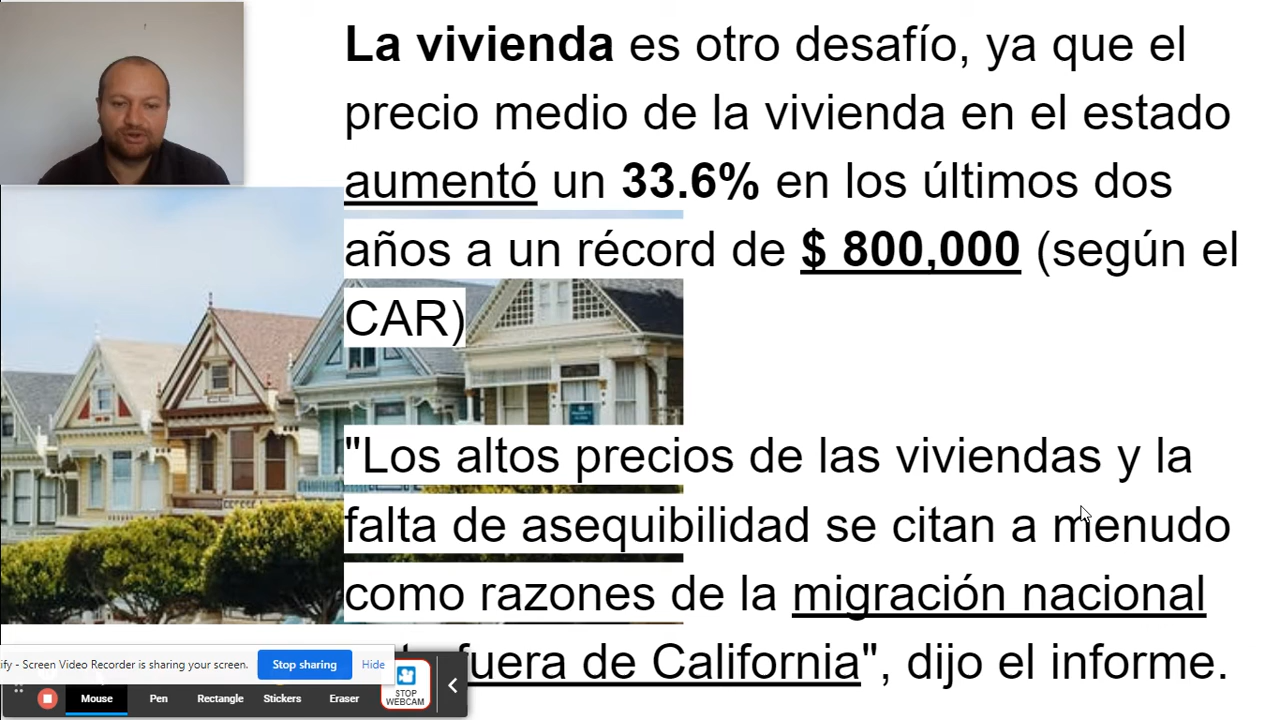 La vivienda es otro desafío, ya que el
precio medio de la vivienda en el estado
aumentó un 33.6% en los últimos dos
años a un récord de $ 800,000 (según el
CAR)
"Los altos precios de las viviendas y la
falta de asequibilidad se citan a menudo
como razones de la migración nacional
fuera de California", dijo el informe.
ify - Screen Video Recorder is sharing your screen.
Stop sharing
Hide
Mouse
Pen
Rectangle
Stickers
Eraser
STOP
WEBCAM